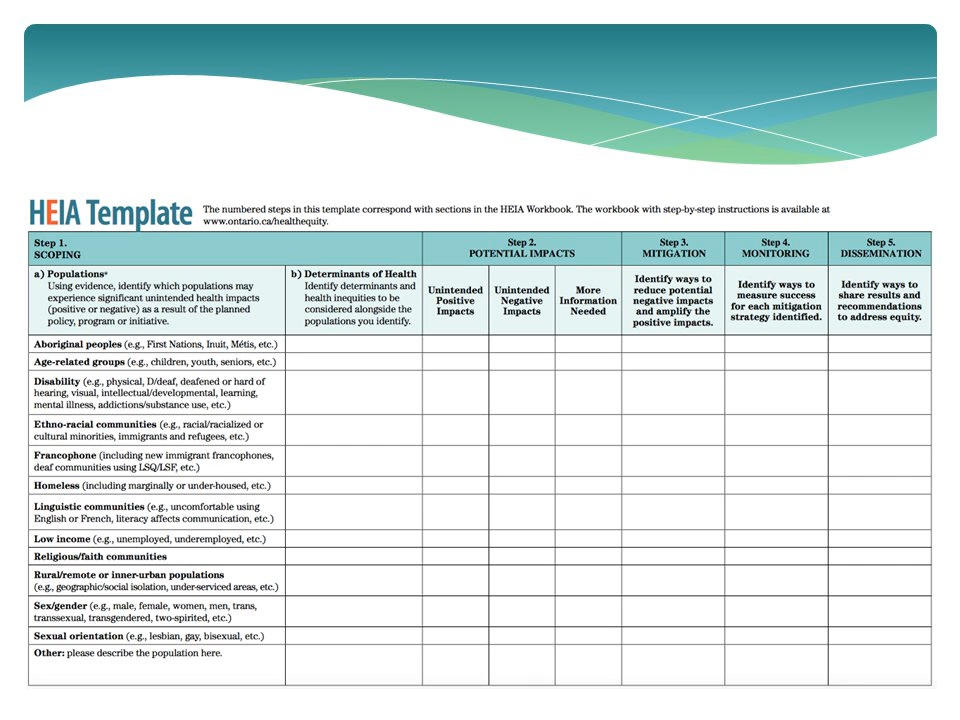 HEIA Template
The numbered steps in this template correspond with sections in the HEIA Workbook. The workbook with step-by-step instructions is available at
www.ontario.ca/healthequity.
Step 1.
SCOPING
Step 2.
POTENTIAL IMPACTS
Step 3.
MITIGATION
Step 4.
MONITORING
Step 5.
DISSEMINATION
a) Populations*
Using evidence, identify which populations may
experience significant unintended health impacts
(positive or negative) as a result of the planned
policy, program or initiative.
b) Determinants of Health
Identify determinants and
health inequities to be
considered alongside the
populations you identify.
Unintended
Positive
Impacts
Unintended
Negative
Impacts
More
Information
Needed
Identify ways to
reduce potential
negative impacts
and amplify the
positive impacts.
Identify ways to
measure success
for each mitigation
strategy identified.
Identify ways to
share results and
recommendations
to address equity.
Aboriginal peoples (e.g., First Nations, Inuit, Métis, etc.)
Age-related groups (e.g., children, youth, seniors, etc.)
Disability (e.g., physical, D/deaf, deafened or hard of
hearing, visual, intellectual/developmental, learning,
mental illness, addictions/substance use, etc.)
Ethno-racial communities (e.g., racial/racialized or
cultural minorities, immigrants and refugees, etc.)
Francophone (including new immigrant francophones,
deaf communities using LSQ/LSF, etc.)
Homeless (including marginally or under-housed, etc.)
Linguistic communities (e.g., uncomfortable using
English or French, literacy affects communication, etc.)
Low income (e.g., unemployed, underemployed, etc.)
Religious/faith communities
Rural/remote or inner-urban populations
(e.g., geographic/social isolation, under-serviced areas, etc.)
Sex/gender (e.g., male, female, women, men, trans,
transsexual, transgendered, two-spirited, etc.)
Sexual orientation (e.g., lesbian, gay, bisexual, etc.)
Other: please describe the population here.